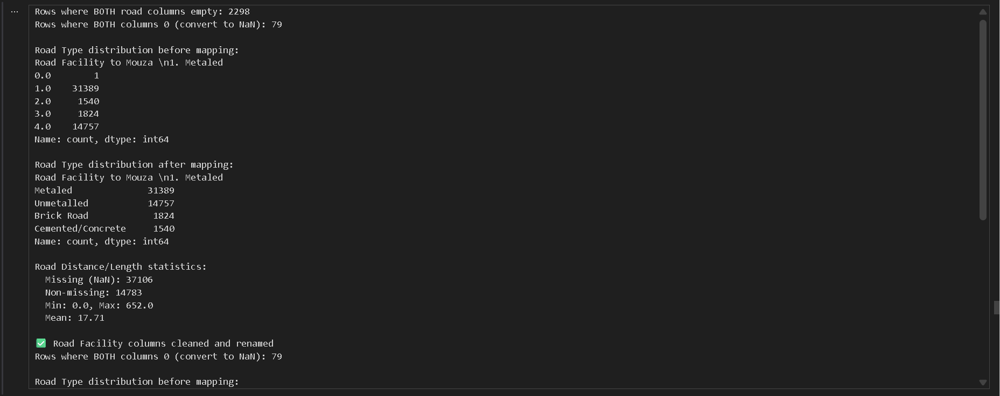 ...
Rows where BOTH road columns empty: 2298
Rows where BOTH columns 0 (convert to NaN): 79
Road Type distribution before mapping:
Road Facility to Mouza \n1. Metaled
0.0        1
1.0    31389
2.0     1540
3.0     1824
4.0    14757
Name: count, dtype: int64
Road Type distribution after mapping:
Road Facility to Mouza \n1. Metaled
Metaled              31389
Unmetalled           14757
Brick Road            1824
Cemented/Concrete     1540
Name: count, dtype: int64
Road Distance/Length statistics:
  Missing (NaN): 37106
  Non-missing: 14783
  Min: 0.0, Max: 652.0
  Mean: 17.71
✅ Road Facility columns cleaned and renamed
Rows where BOTH columns 0 (convert to NaN): 79
Road Type distribution before mapping: